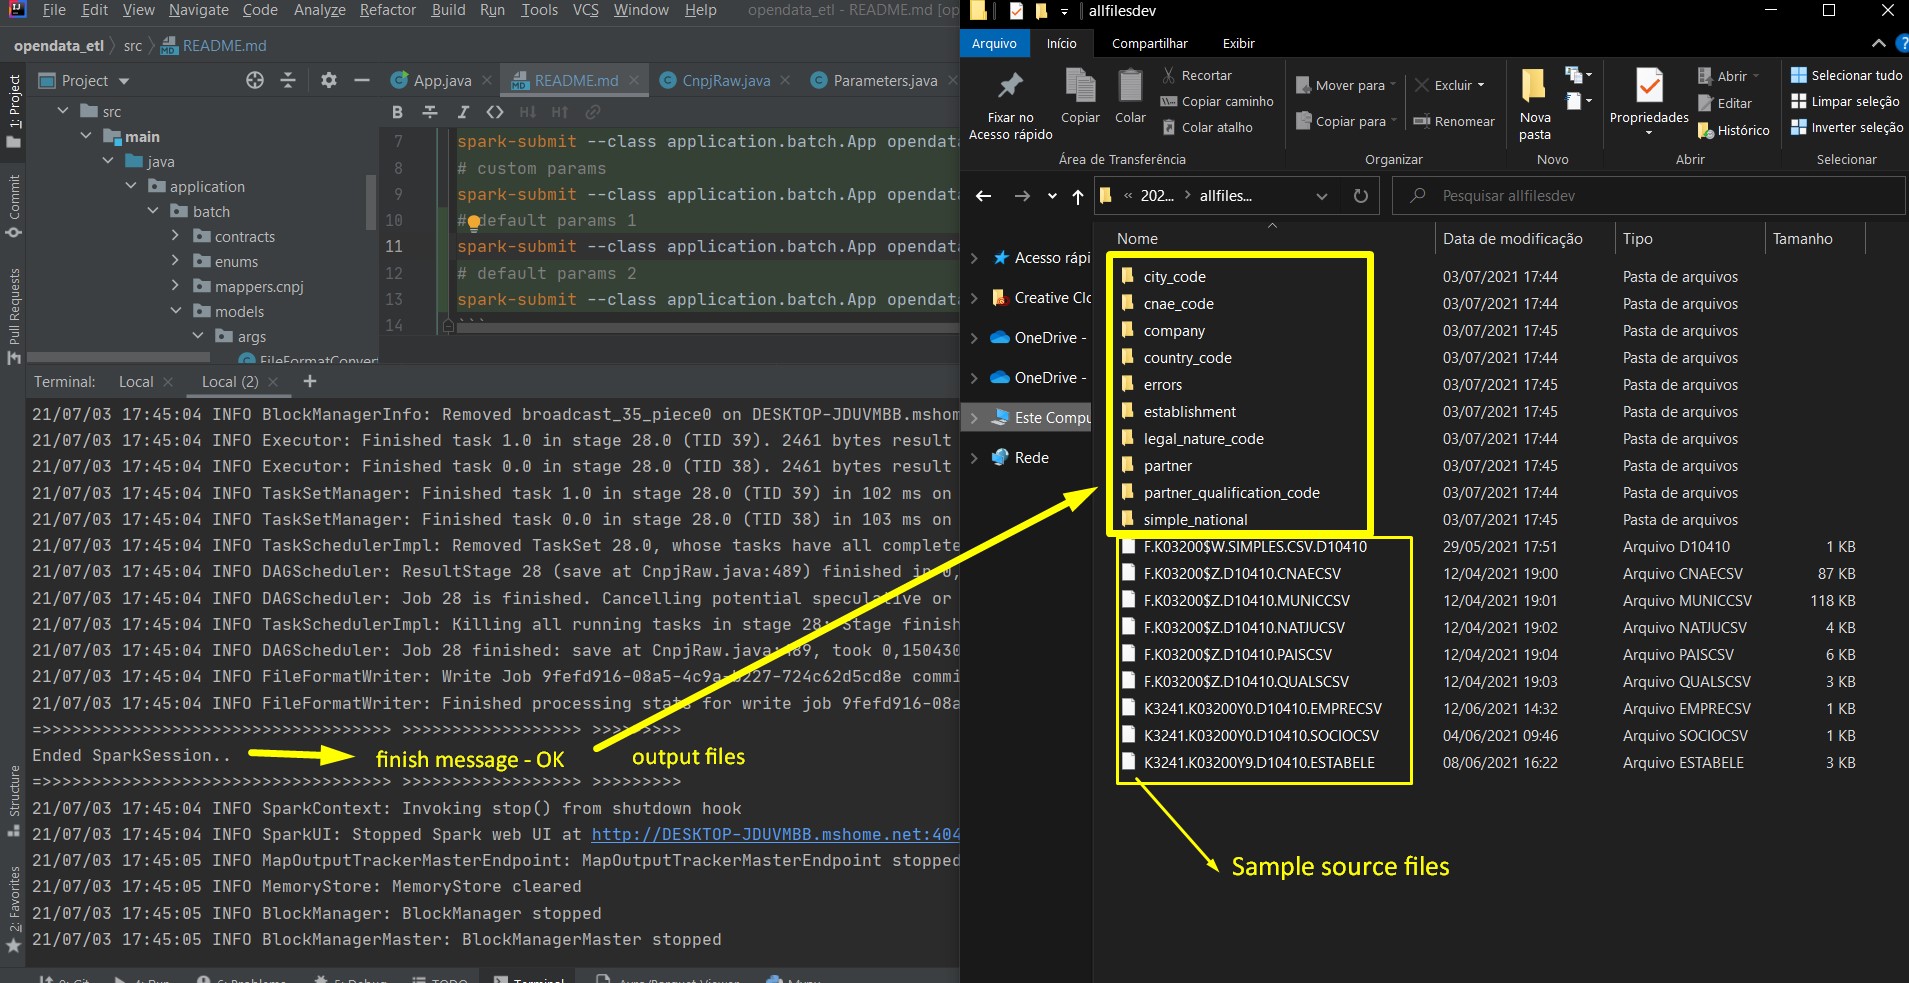 File Edit View Navigate Code Analyze Refactor Build Run Tools VCS Window Help opendata_etl - README.md [op
opendata_etl src README.md
Project
App.java README.md CnpjRaw.java Parameters.java
1: Project
Commit
Pull Requests
Structure
2: Favorites
src
main
java
application
batch
contracts
enums
mappers.cnpj
models
args
FileFormatConvert
7 spark-submit --class application.batch.App openda
8 # custom params
9 spark-submit --class application.batch.App openda
10 # default params 1
11 spark-submit --class application.batch.App openda
12 # default params 2
13 spark-submit --class application.batch.App openda
14 ```
Terminal: Local Local (2) +
21/07/03 17:45:04 INFO BlockManagerInfo: Removed broadcast_35_piece0 on DESKTOP-JDUVMBB.mshom
21/07/03 17:45:04 INFO Executor: Finished task 1.0 in stage 28.0 (TID 39). 2461 bytes result
21/07/03 17:45:04 INFO Executor: Finished task 0.0 in stage 28.0 (TID 38). 2461 bytes result
21/07/03 17:45:04 INFO TaskSetManager: Finished task 1.0 in stage 28.0 (TID 39) in 102 ms on
21/07/03 17:45:04 INFO TaskSetManager: Finished task 0.0 in stage 28.0 (TID 38) in 103 ms on
21/07/03 17:45:04 INFO TaskSchedulerImpl: Removed TaskSet 28.0, whose tasks have all complete
21/07/03 17:45:04 INFO DAGScheduler: ResultStage 28 (save at CnpjRaw.java:489) finished in 0,
21/07/03 17:45:04 INFO DAGScheduler: Job 28 is finished. Cancelling potential speculative or
21/07/03 17:45:04 INFO TaskSchedulerImpl: Killing all running tasks in stage 28: Stage finish
21/07/03 17:45:04 INFO DAGScheduler: Job 28 finished: save at CnpjRaw.java:489, took 0,150430
21/07/03 17:45:04 INFO FileFormatWriter: Write Job 9fefd916-08a5-4c9a-b227-724c62d5cd8e commi
21/07/03 17:45:04 INFO FileFormatWriter: Finished processing stats for write job 9fefd916-08a
=>>>>>>>>>>>>>>>>>>>>>>>>>>>>>>>>>>> >>>>>>>>>>>>>>>>>> >>>>>>>>>
Ended SparkSession..
finish message - OK
output files
=>>>>>>>>>>>>>>>>>>>>>>>>>>>>>>>>>>> >>>>>>>>>>>>>>>>>> >>>>>>>>>
21/07/03 17:45:04 INFO SparkContext: Invoking stop() from shutdown hook
21/07/03 17:45:04 INFO SparkUI: Stopped Spark web UI at http://DESKTOP-JDUVMBB.mshome.net:404
21/07/03 17:45:05 INFO MapOutputTrackerMasterEndpoint: MapOutputTrackerMasterEndpoint stopped
21/07/03 17:45:05 INFO MemoryStore: MemoryStore cleared
21/07/03 17:45:05 INFO BlockManager: BlockManager stopped
21/07/03 17:45:05 INFO BlockManagerMaster: BlockManagerMaster stopped
Terminal
allfilesdev
Arquivo Início Compartilhar Exibir
Fixar no
Acesso rápido
Copiar
Colar
Recortar
Copiar caminho
Colar atalho
Área de Transferência
Mover para
Copiar para
Excluir
Renomear
Organizar
Nova
pasta
Novo
Propriedades
Abrir
Editar
Histórico
Abrir
Selecionar tudo
Limpar seleção
Inverter seleção
Selecionar
« 202... allfiles... Pesquisar allfilesdev
Acesso rápi
Creative Clo
OneDrive -
OneDrive -
Este Compu
Rede
Nome Data de modificação Tipo Tamanho
city_code 03/07/2021 17:44 Pasta de arquivos
cnae_code 03/07/2021 17:44 Pasta de arquivos
company 03/07/2021 17:45 Pasta de arquivos
country_code 03/07/2021 17:44 Pasta de arquivos
errors 03/07/2021 17:45 Pasta de arquivos
establishment 03/07/2021 17:45 Pasta de arquivos
legal_nature_code 03/07/2021 17:44 Pasta de arquivos
partner 03/07/2021 17:45 Pasta de arquivos
partner_qualification_code 03/07/2021 17:44 Pasta de arquivos
simple_national 03/07/2021 17:45 Pasta de arquivos
F.K03200$W.SIMPLES.CSV.D10410 29/05/2021 17:51 Arquivo D10410 1 KB
F.K03200$Z.D10410.CNAECSV 12/04/2021 19:00 Arquivo CNAECSV 87 KB
F.K03200$Z.D10410.MUNICCSV 12/04/2021 19:01 Arquivo MUNICCSV 118 KB
F.K03200$Z.D10410.NATJUCSV 12/04/2021 19:02 Arquivo NATJUCSV 4 KB
F.K03200$Z.D10410.PAISCSV 12/04/2021 19:04 Arquivo PAISCSV 6 KB
F.K03200$Z.D10410.QUALSCSV 12/04/2021 19:03 Arquivo QUALSCSV 3 KB
K3241.K03200Y0.D10410.EMPRECSV 12/06/2021 14:32 Arquivo EMPRECSV 1 KB
K3241.K03200Y0.D10410.SOCIOCSV 04/06/2021 09:46 Arquivo SOCIOCSV 1 KB
K3241.K03200Y9.D10410.ESTABELE 08/06/2021 16:22 Arquivo ESTABELE 3 KB
Sample source files